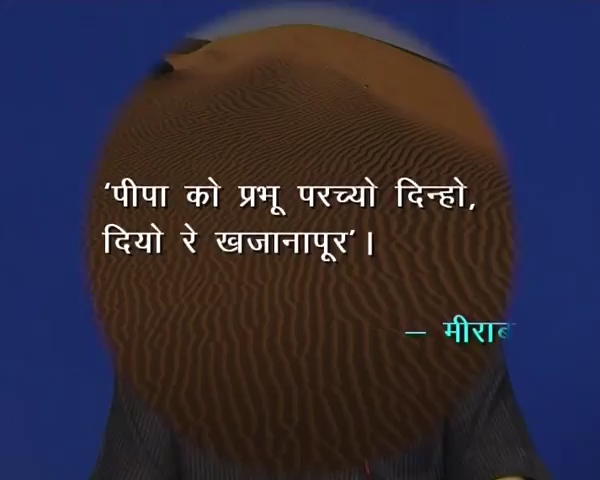 ‘पीपा को प्रभू परच्यो दिन्हो,
दियो रे खजानापूर’ ।
–